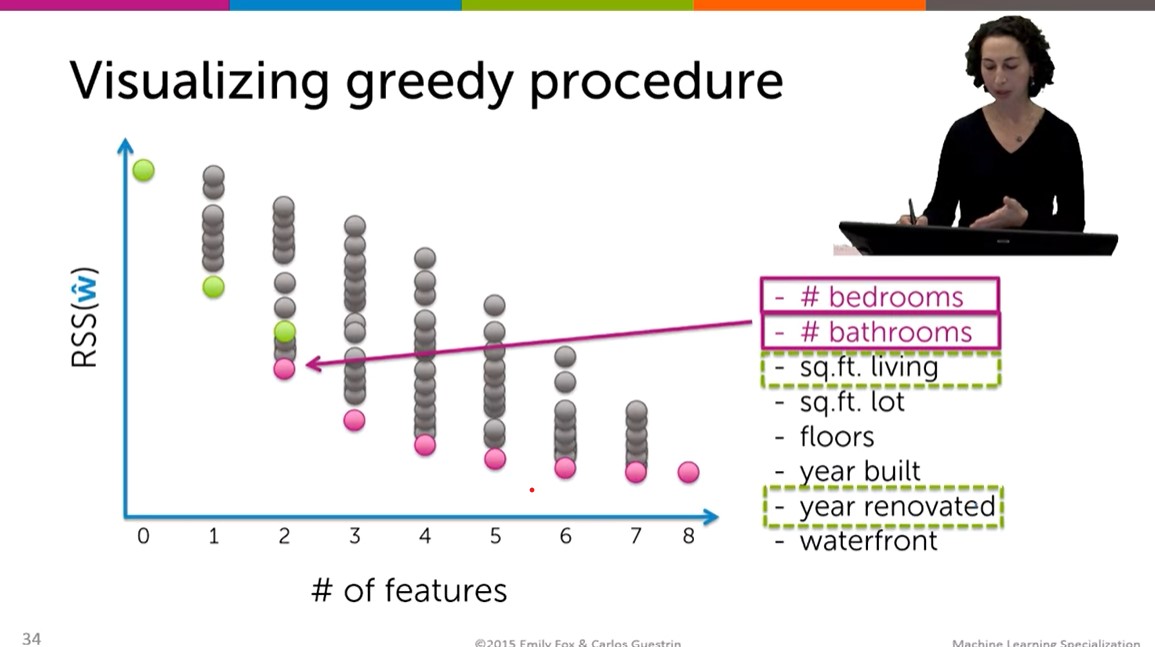 Visualizing greedy procedure
RSS(ŵ)
0 1 2 3 4 5 6 7 8
# of features
- # bedrooms
- # bathrooms
- sq.ft. living
- sq.ft. lot
- floors
- year built
- year renovated
- waterfront
34
©2015 Emily Fox & Carlos Guestrin
Machine Learning Specialization